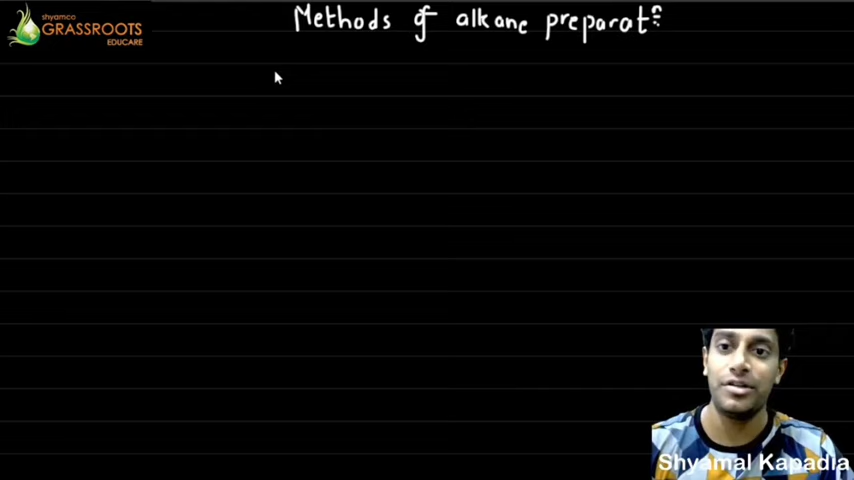 shyamco
GRASSROOTS
EDUCARE
Methods of alkane preparatⁿ:
Shyamal Kapadia